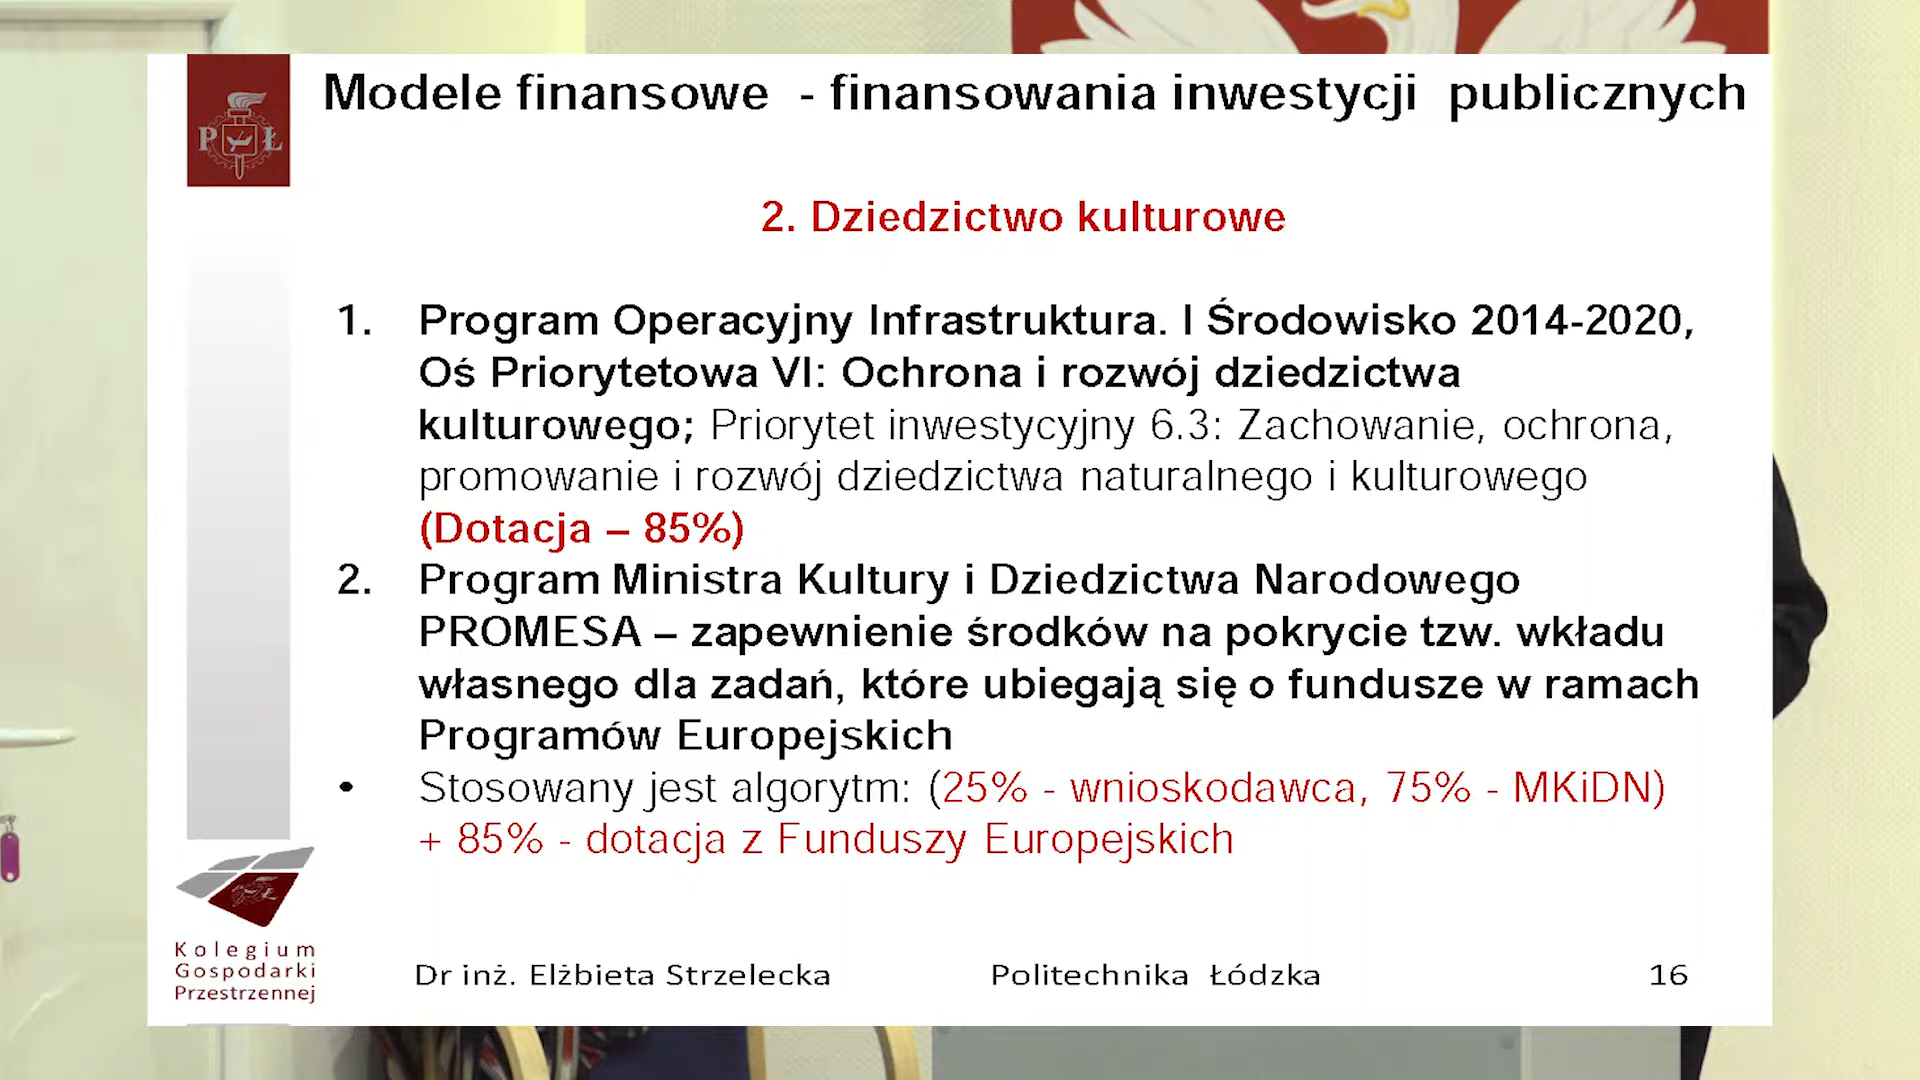 P Ł
Modele finansowe - finansowania inwestycji publicznych
2. Dziedzictwo kulturowe
1. Program Operacyjny Infrastruktura. I Środowisko 2014-2020,
Oś Priorytetowa VI: Ochrona i rozwój dziedzictwa
kulturowego; Priorytet inwestycyjny 6.3: Zachowanie, ochrona,
promowanie i rozwój dziedzictwa naturalnego i kulturowego
(Dotacja – 85%)
2. Program Ministra Kultury i Dziedzictwa Narodowego
PROMESA – zapewnienie środków na pokrycie tzw. wkładu
własnego dla zadań, które ubiegają się o fundusze w ramach
Programów Europejskich
• Stosowany jest algorytm: (25% - wnioskodawca, 75% - MKiDN)
+ 85% - dotacja z Funduszy Europejskich
Kolegium
Gospodarki
Przestrzennej
Dr inż. Elżbieta Strzelecka Politechnika Łódzka 16